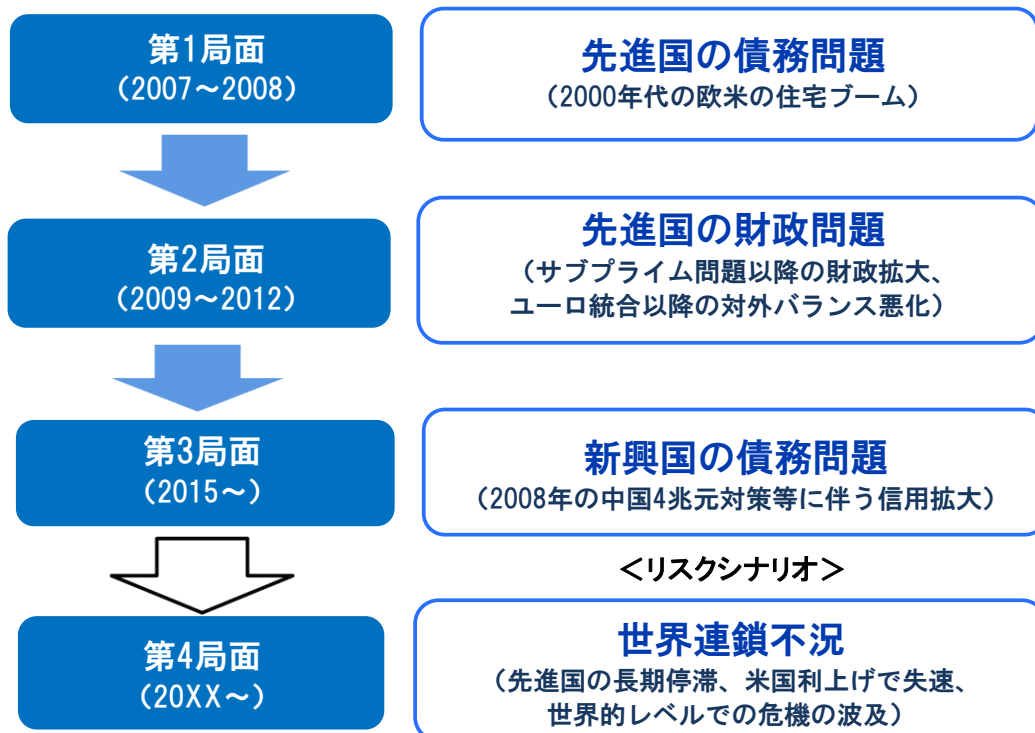 第1局面
（2007～2008）
先進国の債務問題
（2000年代の欧米の住宅ブーム）
第2局面
（2009～2012）
先進国の財政問題
（サブプライム問題以降の財政拡大、
ユーロ統合以降の対外バランス悪化）
第3局面
（2015～）
新興国の債務問題
（2008年の中国4兆元対策等に伴う信用拡大）
＜リスクシナリオ＞
第4局面
（20XX～）
世界連鎖不況
（先進国の長期停滞、米国利上げで失速、
世界的レベルでの危機の波及）